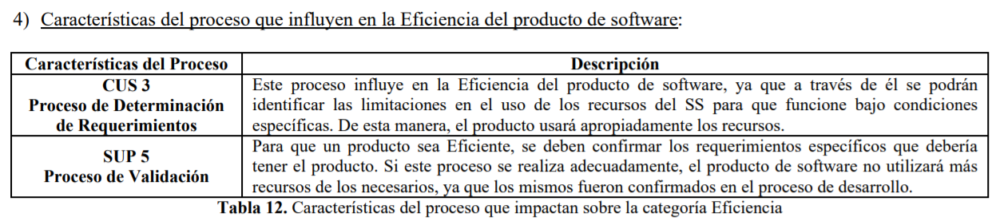 4) Características del proceso que influyen en la Eficiencia del producto de software:
Características del Proceso
Descripción
CUS 3
Proceso de Determinación
de Requerimientos
Este proceso influye en la Eficiencia del producto de software, ya que a través de él se podrán
identificar las limitaciones en el uso de los recursos del SS para que funcione bajo condiciones
específicas. De esta manera, el producto usará apropiadamente los recursos.
SUP 5
Proceso de Validación
Para que un producto sea Eficiente, se deben confirmar los requerimientos específicos que debería
tener el producto. Si este proceso se realiza adecuadamente, el producto de software no utilizará más
recursos de los necesarios, ya que los mismos fueron confirmados en el proceso de desarrollo.
Tabla 12. Características del proceso que impactan sobre la categoría Eficiencia